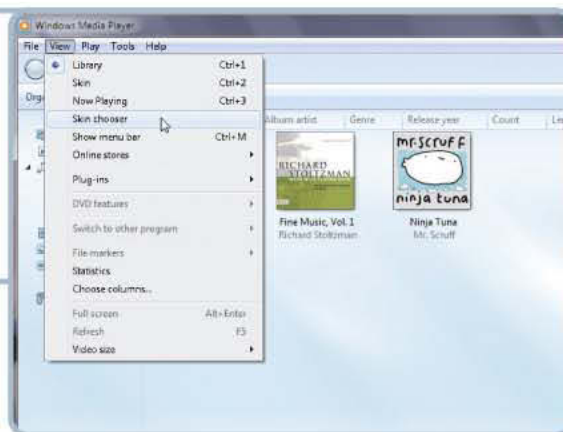 Windows Media Player
File View Play Tools Help
Library Ctrl+1
Skin Ctrl+2
Now Playing Ctrl+3
Skin chooser
Show menu bar Ctrl+M
Online stores
Plug-ins
DVD features
Switch to other program
File markers
Statistics
Choose columns...
Full screen Alt+Enter
Refresh F5
Video size
Album artist Genre Release year Count
RICHARD
STOLTZMAN
mr.scruff
ninja tuna
Fine Music, Vol. 1 Ninja Tuna
Richard Stoltzman Mr. Scruff